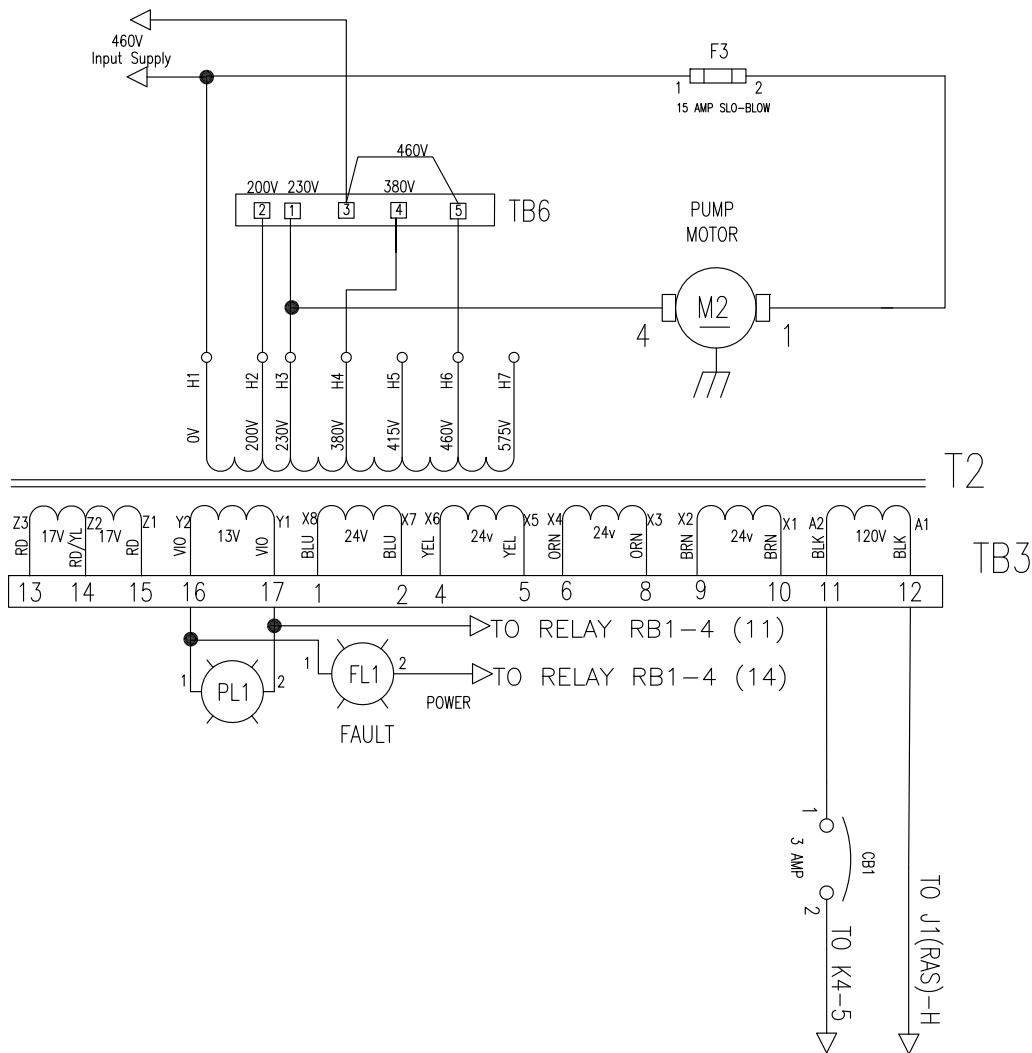 460V
Input Supply
F3
1 2
15 AMP SLO-BLOW
460V
200V 230V 380V
2 1 3 4 5
TB6
PUMP
MOTOR
M2
4 1
H1 H2 H3 H4 H5 H6 H7
0V 200V 230V 380V 415V 460V 575V
T2
Z3 17V Z2 17V Z1 Y2 13V Y1 X8 24V X7 X6 24v X5 X4 24v X3 X2 24v X1 A2 120V A1
RD RD/YL RD VIO VIO BLU BLU YEL YEL ORN ORN BRN BRN BLK BLK
TB3
13 14 15 16 17 1 2 4 5 6 8 9 10 11 12
TO RELAY RB1-4 (11)
1 PL1 2
1 FL1 2
TO RELAY RB1-4 (14)
POWER
FAULT
1
3 AMP
CB1
2
TO K4-5
TO J1(RAS)-H